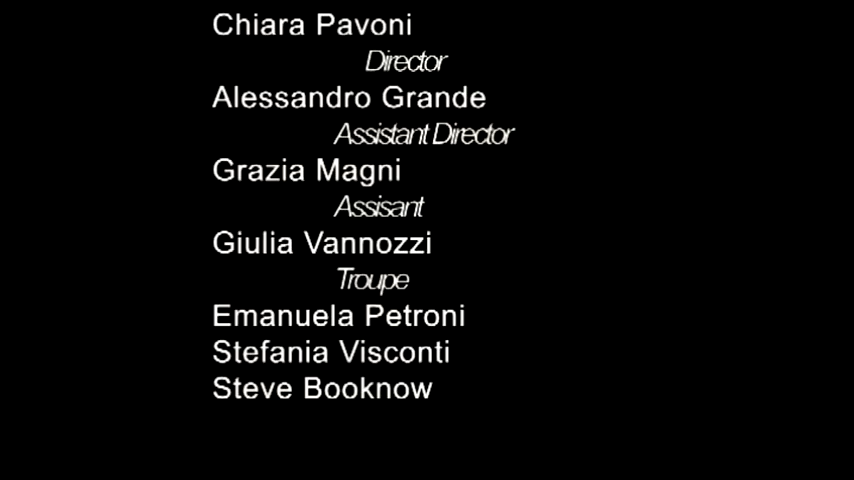 Chiara Pavoni
Director
Alessandro Grande
Assistant Director
Grazia Magni
Assisant
Giulia Vannozzi
Troupe
Emanuela Petroni
Stefania Visconti
Steve Booknow